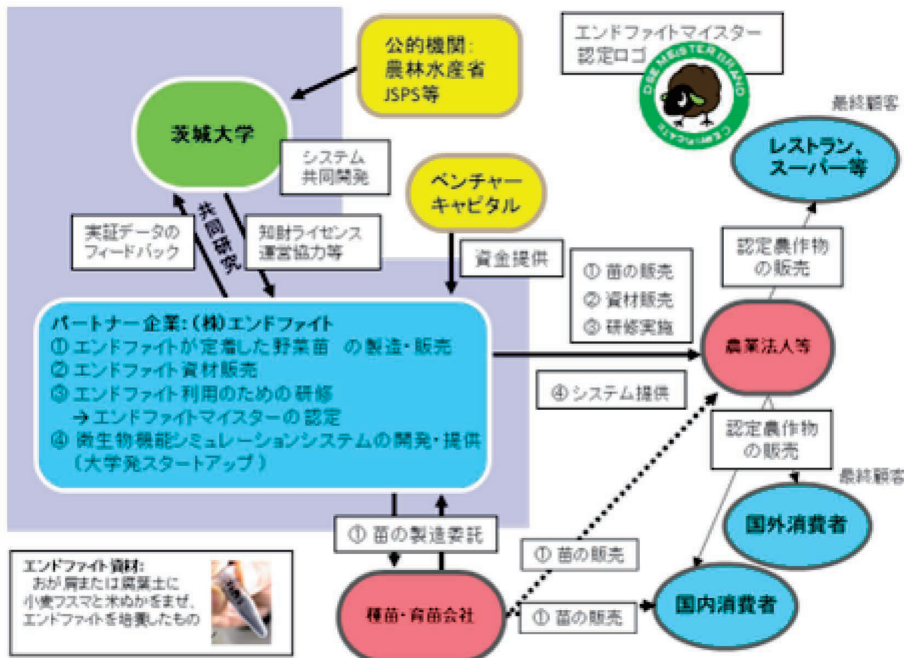 公的機関：
農林水産省
JSPS等
エンドファイトマイスター
認定ロゴ
DSE MEISTER BRAND
CERTIFICATE
最終顧客
レストラン、
スーパー等
茨城大学
システム
共同開発
ベンチャー
キャピタル
実証データの
フィードバック
共同研究
知財ライセンス
運営協力等
資金提供
① 苗の販売
② 資材販売
③ 研修実施
認定農作物
の販売
パートナー企業：(株)エンドファイト
① エンドファイトが定着した野菜苗 の製造・販売
② エンドファイト資材販売
③ エンドファイト利用のための研修
→ エンドファイトマイスターの認定
④ 微生物機能シミュレーションシステムの開発・提供
（大学発スタートアップ）
農業法人等
④ システム提供
認定農作物
の販売
最終顧客
国外消費者
① 苗の製造委託
① 苗の販売
国内消費者
エンドファイト資材：
おが屑または腐葉土に
小麦フスマと米ぬかをまぜ、
エンドファイトを培養したもの
種苗・育苗会社
① 苗の販売